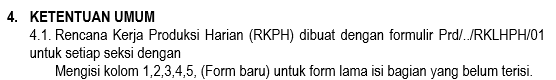 4. KETENTUAN UMUM
4.1. Rencana Kerja Produksi Harian (RKPH) dibuat dengan formulir Prd/../RKLHPH/01
untuk setiap seksi dengan
Mengisi kolom 1,2,3,4,5, (Form baru) untuk form lama isi bagian yang belum terisi.